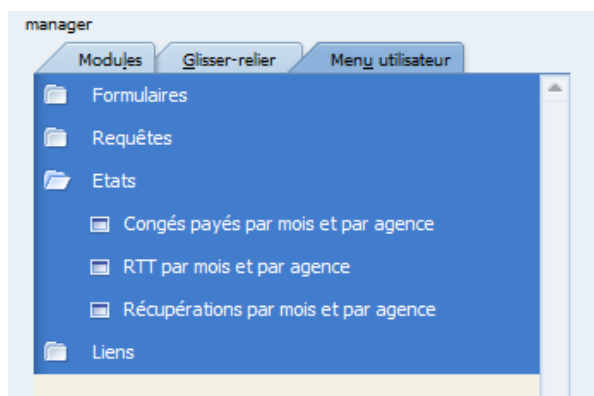 manager
Modules Glisser-relier Menu utilisateur
Formulaires
Requêtes
Etats
Congés payés par mois et par agence
RTT par mois et par agence
Récupérations par mois et par agence
Liens